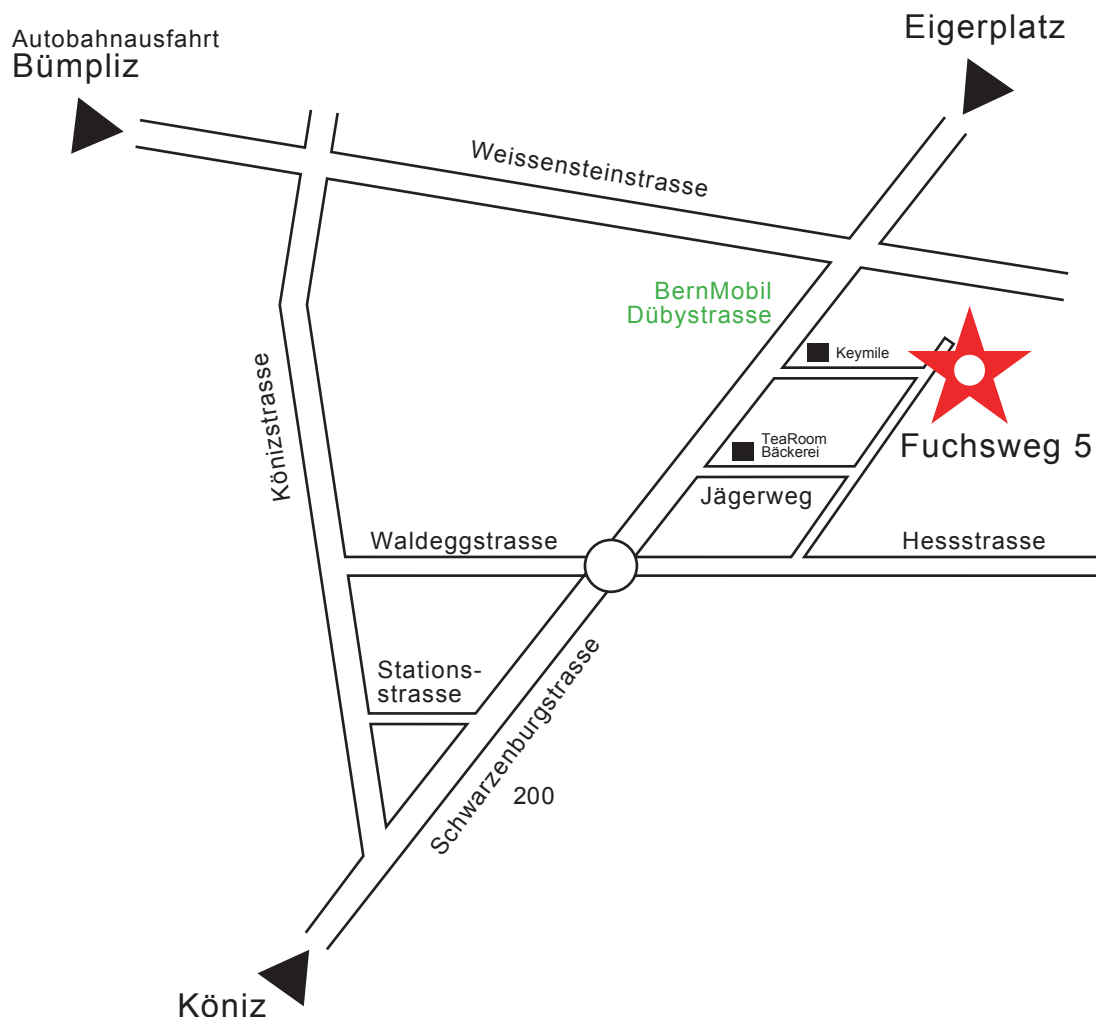 Autobahnausfahrt
Bümpliz
Eigerplatz
Weissensteinstrasse
BernMobil
Dübystrasse
Keymile
Könizstrasse
TeaRoom
Bäckerei
Fuchsweg 5
Jägerweg
Waldeggstrasse
Hessstrasse
Stations-
strasse
Schwarzenburgstrasse
200
Köniz